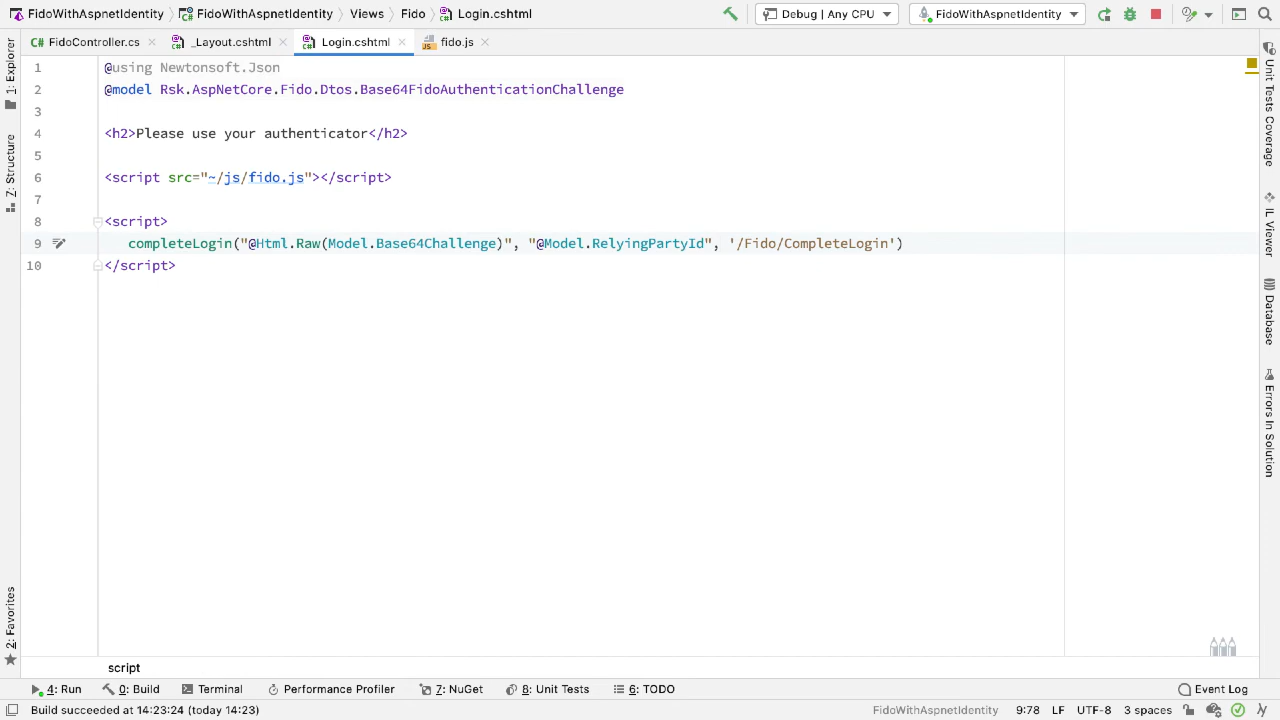 FidoWithAspnetIdentity FidoWithAspnetIdentity Views Fido Login.cshtml Debug | Any CPU FidoWithAspnetIdentity
FidoController.cs _Layout.cshtml Login.cshtml fido.js
1 @using Newtonsoft.Json
2 @model Rsk.AspNetCore.Fido.Dtos.Base64FidoAuthenticationChallenge
3
4 <h2>Please use your authenticator</h2>
5
6 <script src="~/js/fido.js"></script>
7
8 <script>
9 completeLogin("@Html.Raw(Model.Base64Challenge)", "@Model.RelyingPartyId", '/Fido/CompleteLogin')
10 </script>
1: Explorer
Z: Structure
2: Favorites
Unit Tests Coverage
IL Viewer
Database
Errors In Solution
script
4: Run 0: Build Terminal Performance Profiler 7: NuGet 8: Unit Tests 6: TODO Event Log
Build succeeded at 14:23:24 (today 14:23) FidoWithAspnetIdentity 9:78 LF UTF-8 3 spaces